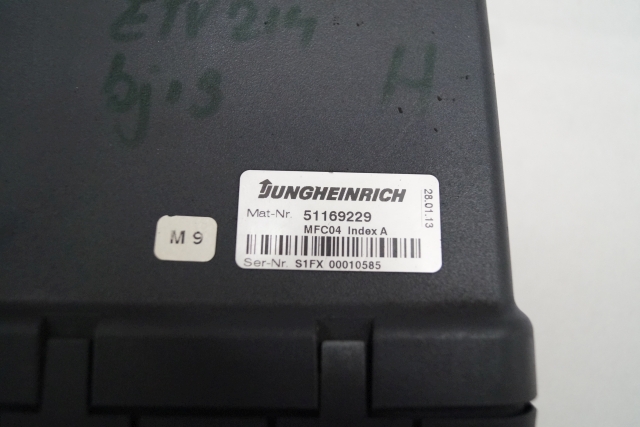 ETV 214
bj.s
H
JUNGHEINRICH
28.01.13
Mat-Nr. 51169229
MFC04 Index A
M 9
Ser-Nr. S1FX 00010585